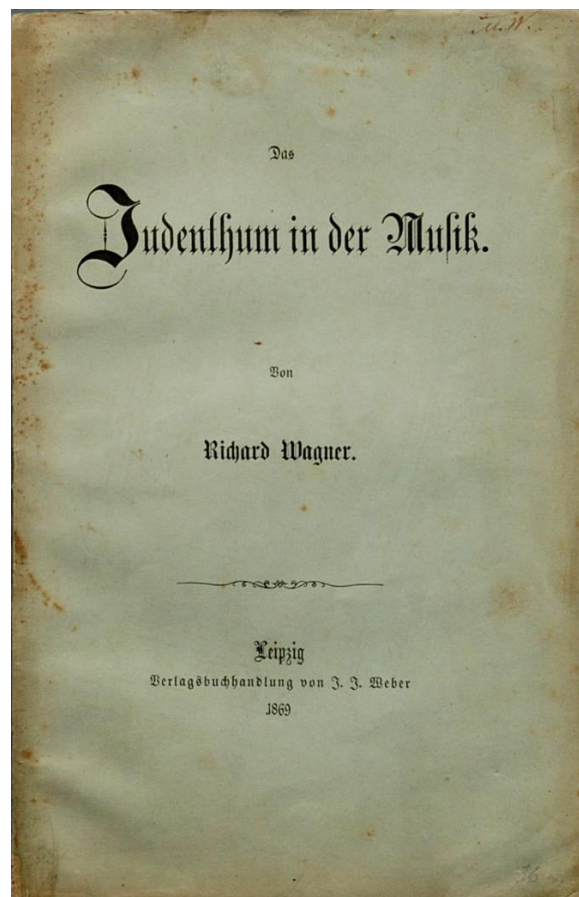 Das
Judenthum in der Musik.
Von
Richard Wagner.
Leipzig
Verlagsbuchhandlung von J. J. Weber
1869